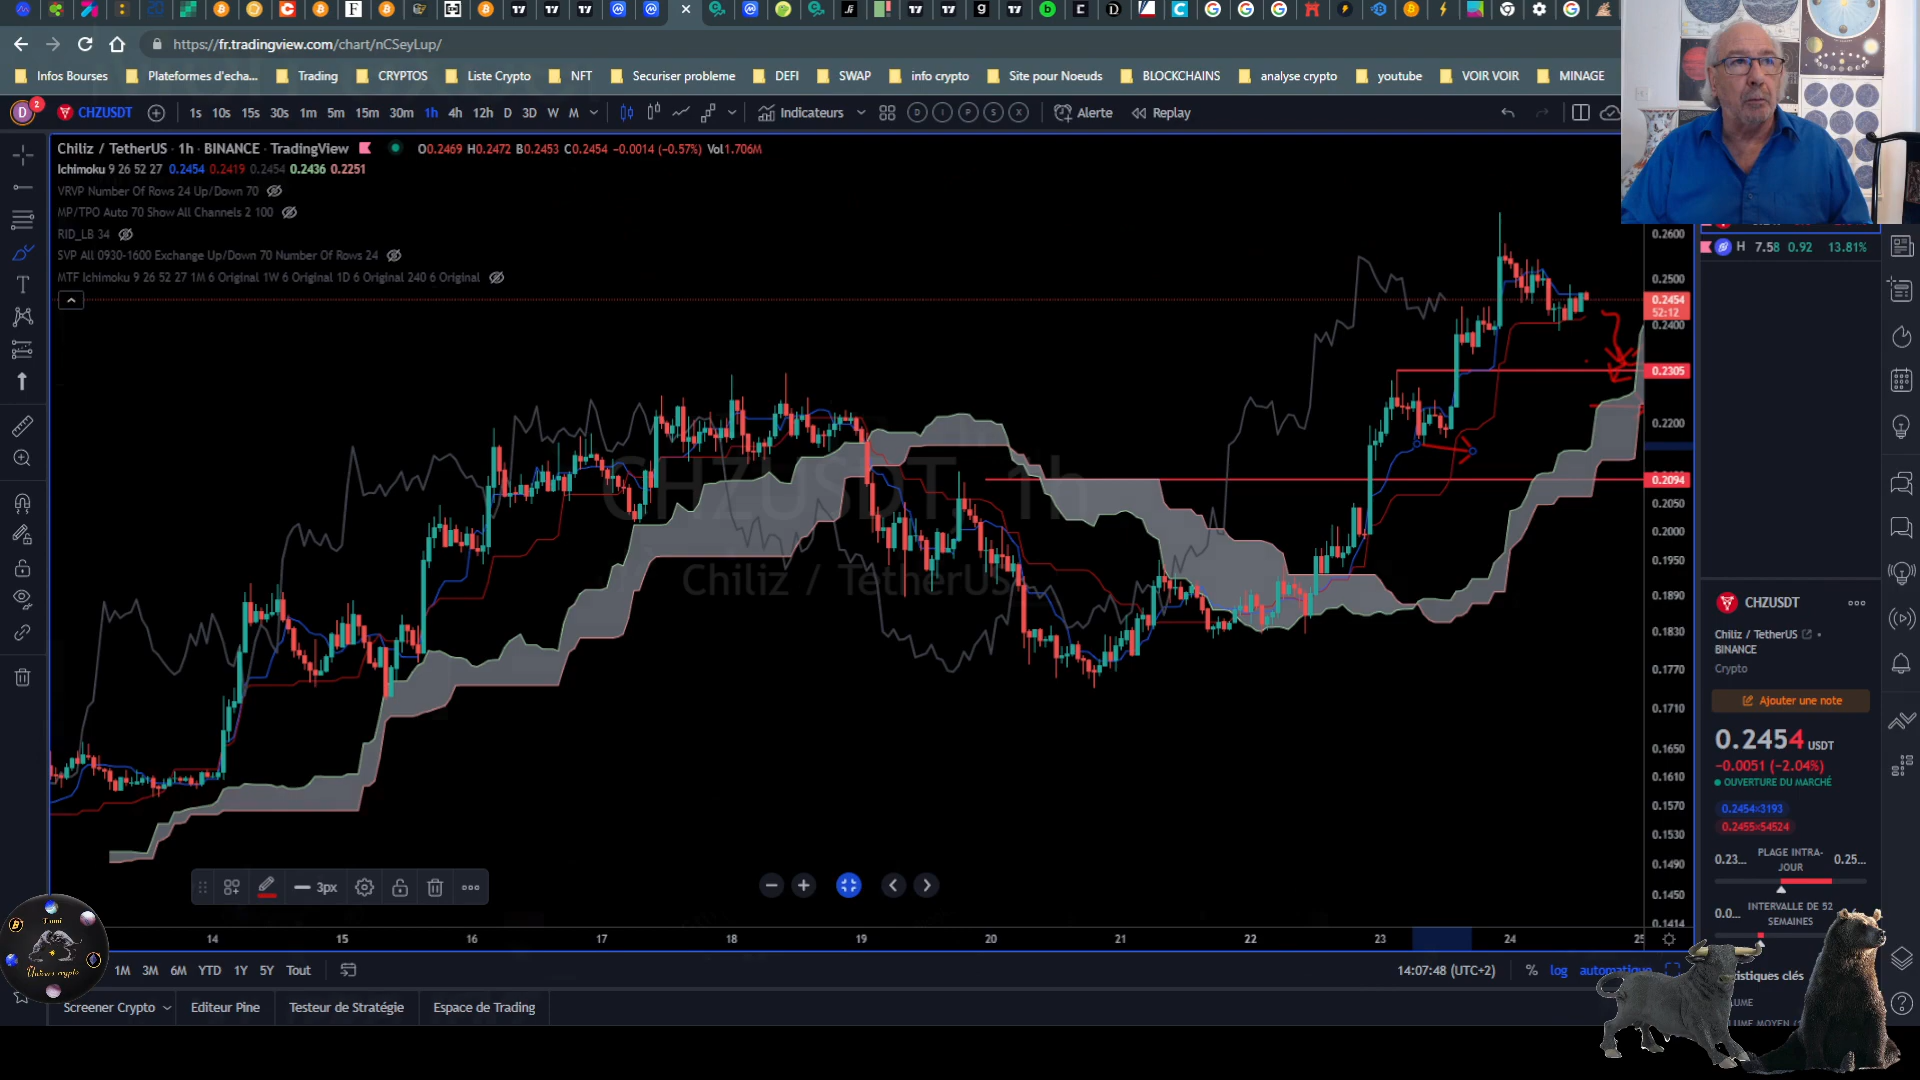 https://fr.tradingview.com/chart/nCSeyLup/
Infos Bourses
Plateformes d'echa...
Trading
CRYPTOS
Liste Crypto
NFT
Securiser probleme
DEFI
SWAP
info crypto
Site pour Noeuds
BLOCKCHAINS
analyse crypto
youtube
VOIR VOIR
MINAGE
D 2
CHZUSDT
1s 10s 15s 30s 1m 5m 15m 30m 1h 4h 12h D 3D W M
Indicateurs
D I P S X
Alerte
Replay
Chiliz / TetherUS · 1h · BINANCE · TradingView
O0.2469 H0.2472 B0.2453 C0.2454 −0.0014 (−0.57%) Vol1.706M
Ichimoku 9 26 52 27 0.2454 0.2419 0.2454 0.2436 0.2251
VRVP Number Of Rows 24 Up/Down 70
MP/TPO Auto 70 Show All Channels 2 100
RID_LB 34
SVP All 0930-1600 Exchange Up/Down 70 Number Of Rows 24
MTF Ichimoku 9 26 52 27 1M 6 Original 1W 6 Original 1D 6 Original 240 6 Original
CHZUSDT, 1h
Chiliz / TetherUS
0.2600
0.2500
0.2454
52:12
0.2400
0.2305
0.2200
0.2094
0.2050
0.2000
0.1950
0.1890
0.1830
0.1770
0.1710
0.1650
0.1610
0.1570
0.1530
0.1490
0.1450
0.1414
H 7.58 0.92 13.81%
CHZUSDT
Chiliz / TetherUS
BINANCE
Crypto
Ajouter une note
0.2454 USDT
−0.0051 (−2.04%)
OUVERTURE DU MARCHÉ
0.2454×3193
0.2455×54524
0.23... PLAGE INTRA-JOUR 0.25...
0.0... INTERVALLE DE 52 SEMAINES
3px
14 15 16 17 18 19 20 21 22 23 24 25
1M 3M 6M YTD 1Y 5Y Tout
14:07:48 (UTC+2)
% log automatique
Screener Crypto
Editeur Pine
Testeur de Stratégie
Espace de Trading